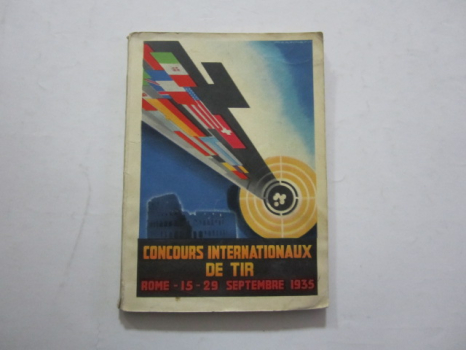 CONCOURS INTERNATIONAUX
DE TIR
ROME - 15 - 29 SEPTEMBRE 1935